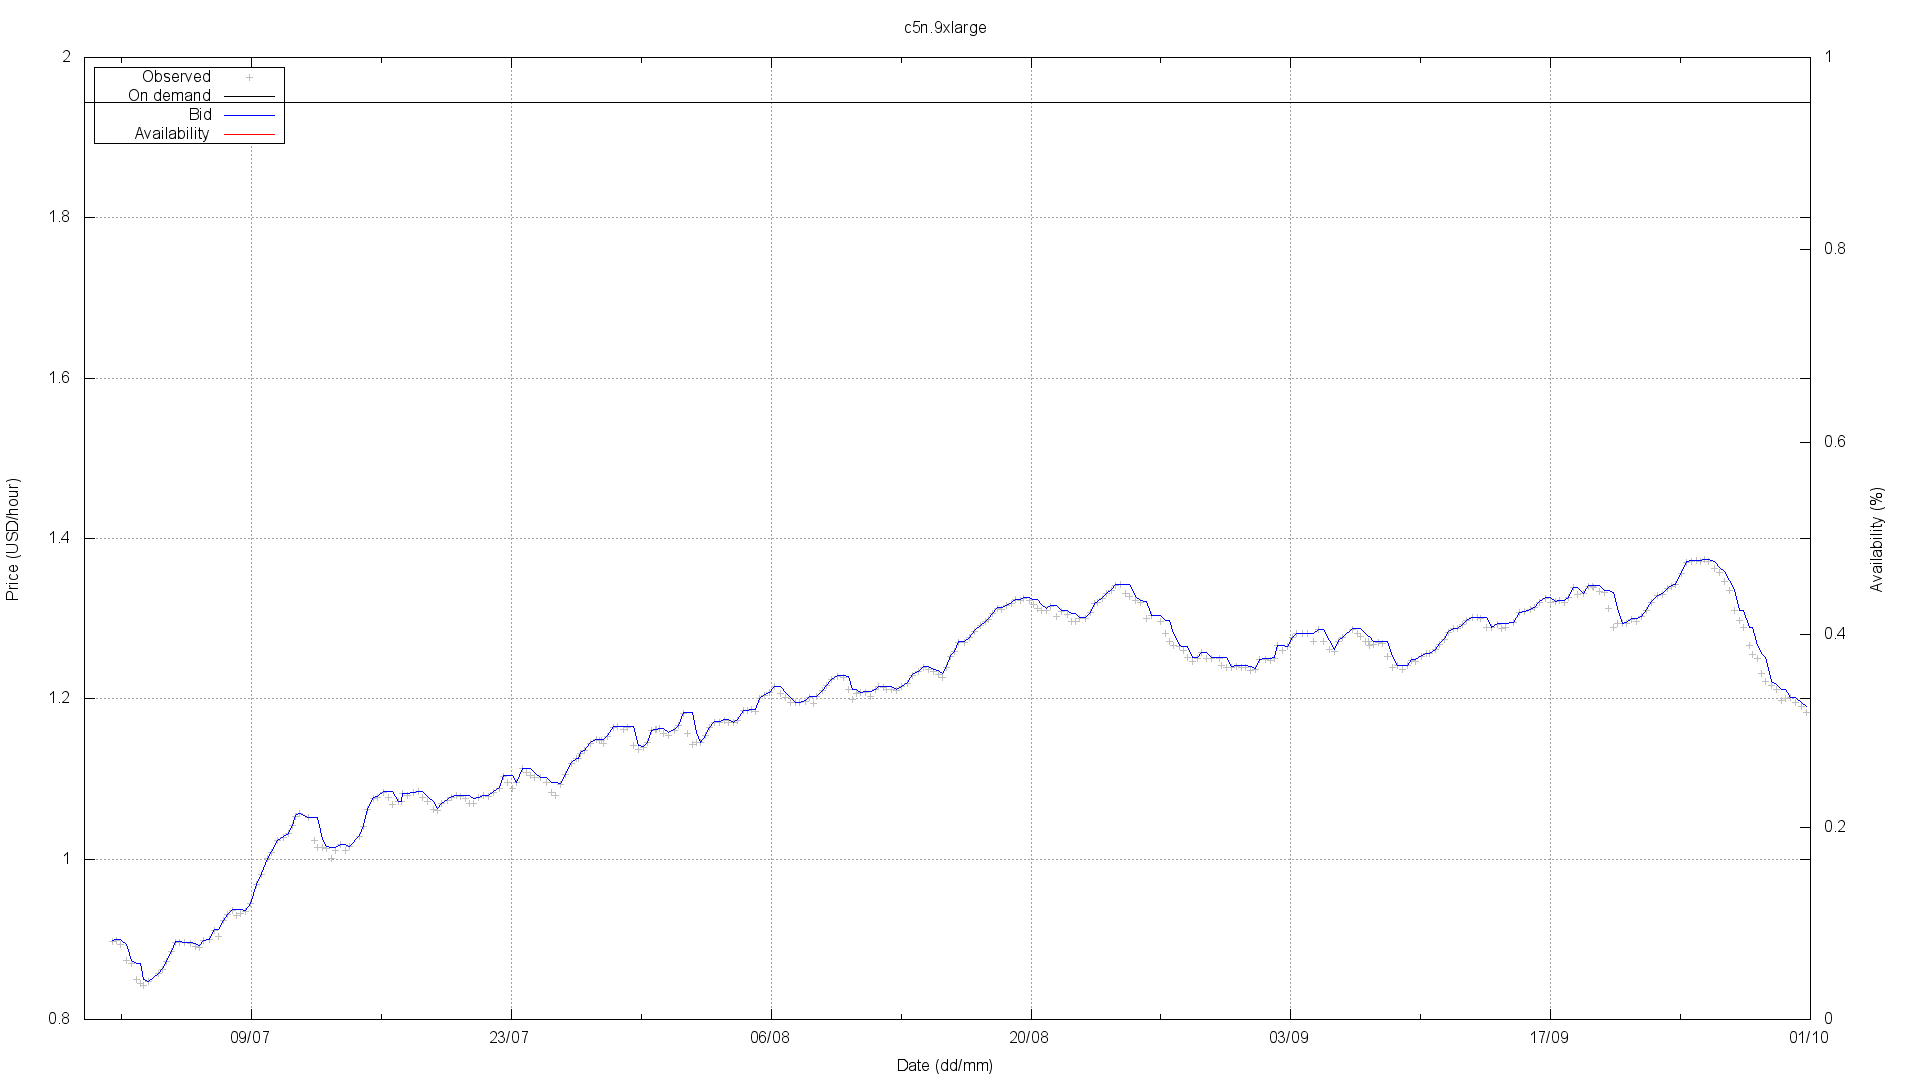 c5n.9xlarge
Observed
On demand
Bid
Availability
2
1.8
1.6
1.4
1.2
1
0.8
1
0.8
0.6
0.4
0.2
0
Price (USD/hour)
Availability (%)
09/07 23/07 06/08 20/08 03/09 17/09 01/10
Date (dd/mm)